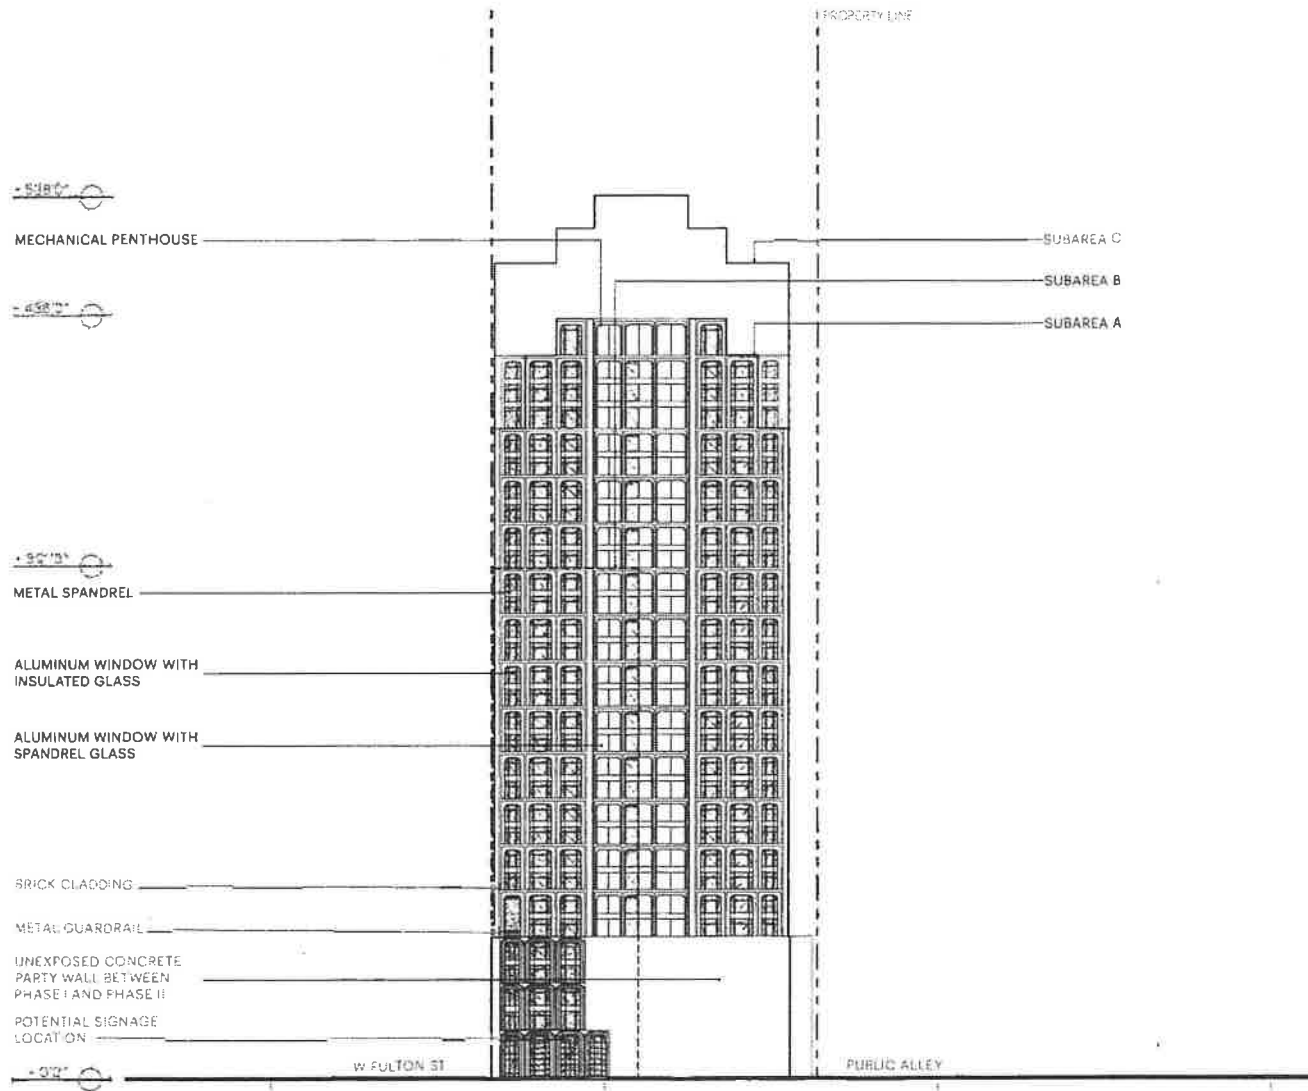 PROPERTY LINE
MECHANICAL PENTHOUSE
SUBAREA C
SUBAREA B
SUBAREA A
METAL SPANDREL
ALUMINUM WINDOW WITH
INSULATED GLASS
ALUMINUM WINDOW WITH
SPANDREL GLASS
BRICK CLADDING
METAL GUARDRAIL
UNEXPOSED CONCRETE
PARTY WALL BETWEEN
PHASE I AND PHASE II
POTENTIAL SIGNAGE
LOCATION
W FULTON ST
PUBLIC ALLEY